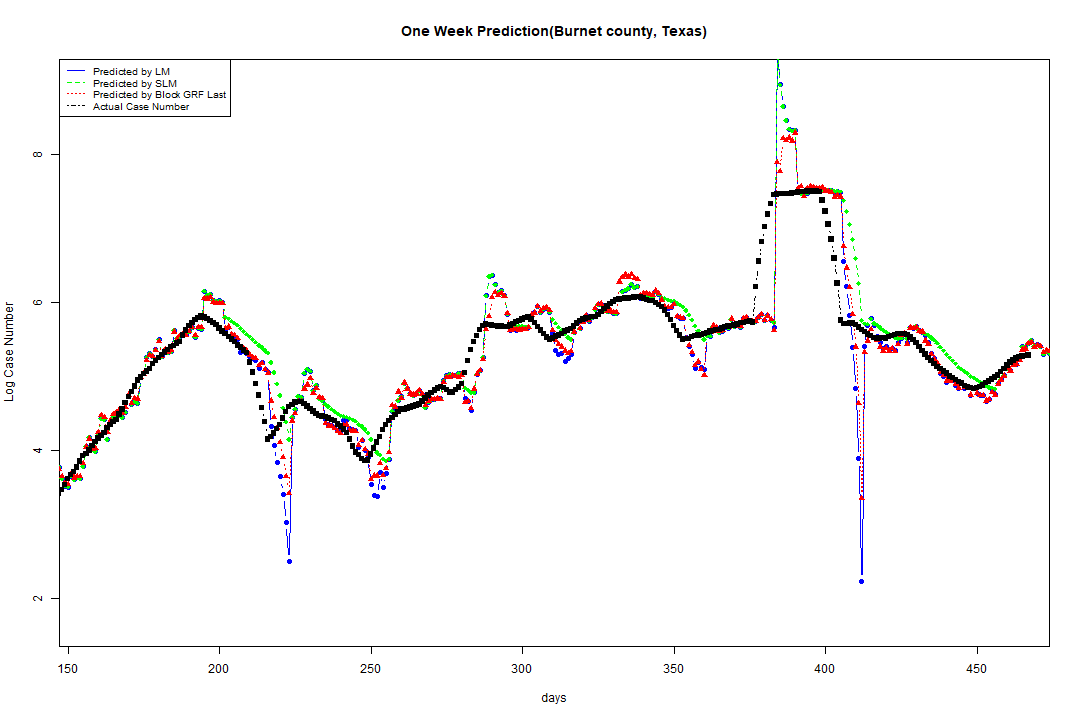 One Week Prediction(Burnet county, Texas)
Predicted by LM
Predicted by SLM
Predicted by Block GRF Last
Actual Case Number
Log Case Number
8
6
4
2
150 200 250 300 350 400 450
days